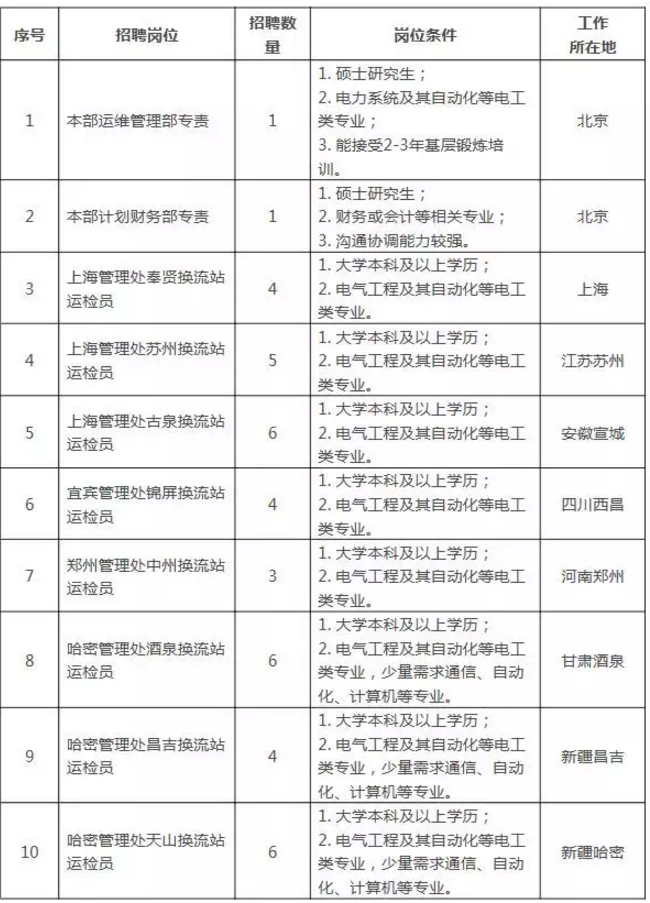 序号
招聘岗位
招聘数
量
岗位条件
工作
所在地
1
本部运维管理部专责
1
1. 硕士研究生；
2. 电力系统及其自动化等电工
类专业；
3. 能接受2-3年基层锻炼培
训。
北京
2
本部计划财务部专责
1
1. 硕士研究生；
2. 财务或会计等相关专业；
3. 沟通协调能力较强。
北京
3
上海管理处奉贤换流站
运检员
4
1. 大学本科及以上学历；
2. 电气工程及其自动化等电工
类专业。
上海
4
上海管理处苏州换流站
运检员
5
1. 大学本科及以上学历；
2. 电气工程及其自动化等电工
类专业。
江苏苏州
5
上海管理处古泉换流站
运检员
6
1. 大学本科及以上学历；
2. 电气工程及其自动化等电工
类专业。
安徽宣城
6
宜宾管理处锦屏换流站
运检员
4
1. 大学本科及以上学历；
2. 电气工程及其自动化等电工
类专业。
四川西昌
7
郑州管理处中州换流站
运检员
3
1. 大学本科及以上学历；
2. 电气工程及其自动化等电工
类专业。
河南郑州
8
哈密管理处酒泉换流站
运检员
6
1. 大学本科及以上学历；
2. 电气工程及其自动化等电工
类专业，少量需求通信、自动
化、计算机等专业。
甘肃酒泉
9
哈密管理处昌吉换流站
运检员
4
1. 大学本科及以上学历；
2. 电气工程及其自动化等电工
类专业，少量需求通信、自动
化、计算机等专业。
新疆昌吉
10
哈密管理处天山换流站
运检员
6
1. 大学本科及以上学历；
2. 电气工程及其自动化等电工
类专业，少量需求通信、自动
化、计算机等专业。
新疆哈密